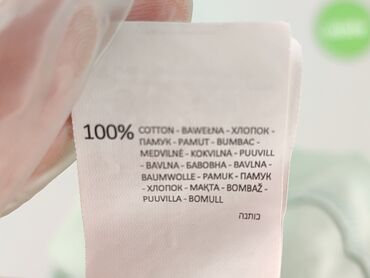 100% COTTON - BAWEŁNA - ХЛОПОК -
ПАМУК - PAMUT - BUMBAC -
MEDVILNĖ - KOKVILNA - PUUVILL
- BAVLNA - БАВОВНА - BAVLNA -
BAUMWOLLE - PAMUK - ПАМУК
- ХЛОПОК - МАҚТА - BOMBAŽ -
PUUVILLA - BOMULL
כותנה